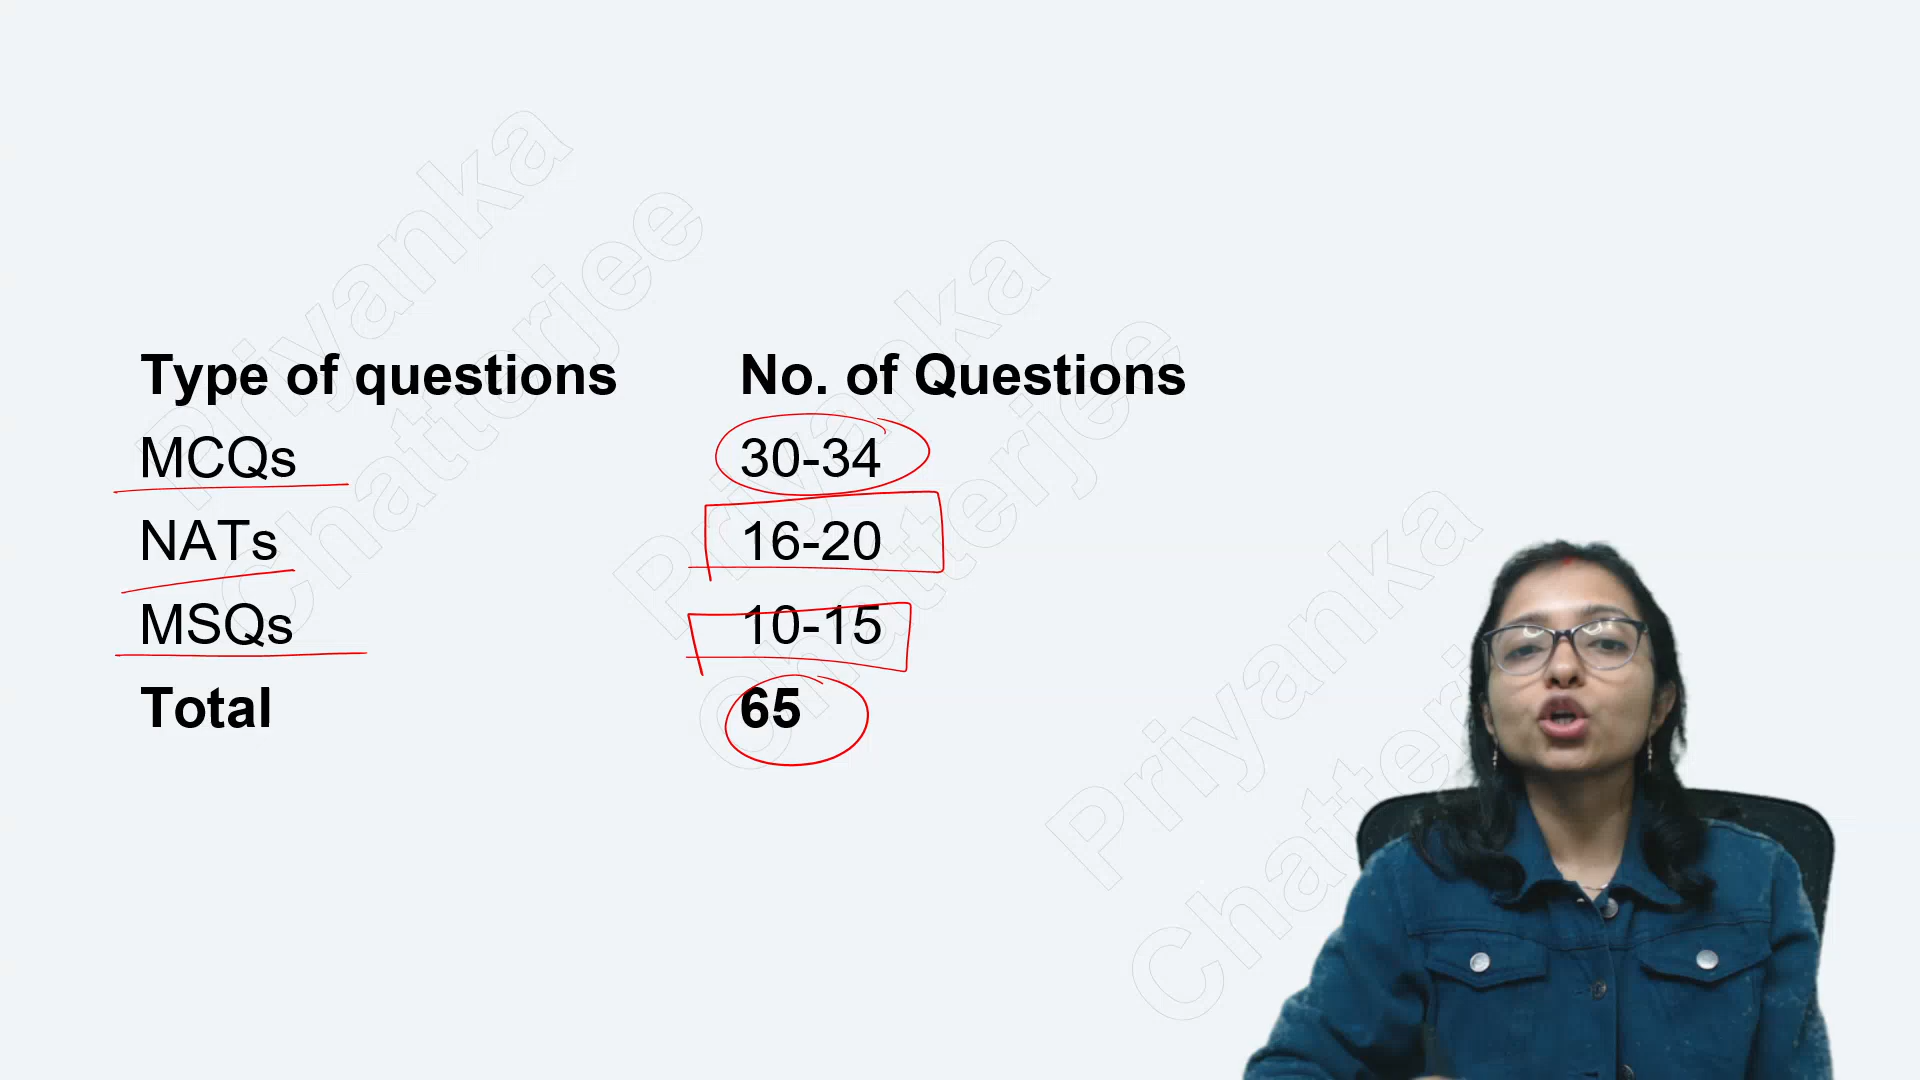 Type of questions No. of Questions
MCQs 30-34
NATs 16-20
MSQs 10-15
Total 65
Priyanka
Chatterjee
Priyanka
Chatterjee
Priyanka
Chatterjee